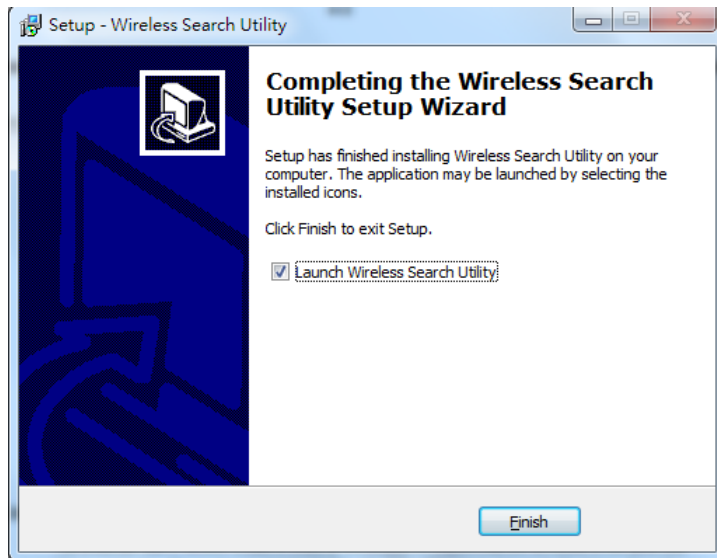 Setup - Wireless Search Utility
Completing the Wireless Search
Utility Setup Wizard
Setup has finished installing Wireless Search Utility on your
computer. The application may be launched by selecting the
installed icons.
Click Finish to exit Setup.
Launch Wireless Search Utility
Finish